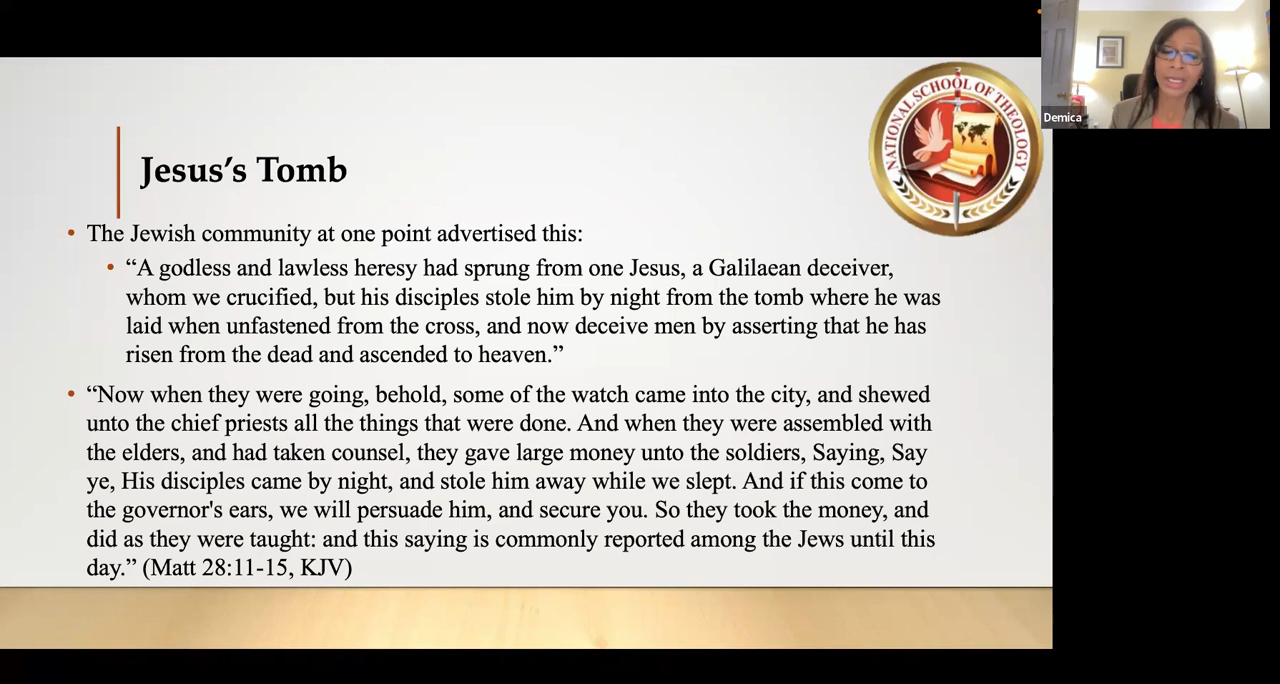 Demica
NATIONAL SCHOOL OF THEOLOGY
Jesus’s Tomb
• The Jewish community at one point advertised this:
• “A godless and lawless heresy had sprung from one Jesus, a Galilaean deceiver,
whom we crucified, but his disciples stole him by night from the tomb where he was
laid when unfastened from the cross, and now deceive men by asserting that he has
risen from the dead and ascended to heaven.”
• “Now when they were going, behold, some of the watch came into the city, and shewed
unto the chief priests all the things that were done. And when they were assembled with
the elders, and had taken counsel, they gave large money unto the soldiers, Saying, Say
ye, His disciples came by night, and stole him away while we slept. And if this come to
the governor's ears, we will persuade him, and secure you. So they took the money, and
did as they were taught: and this saying is commonly reported among the Jews until this
day.” (Matt 28:11-15, KJV)